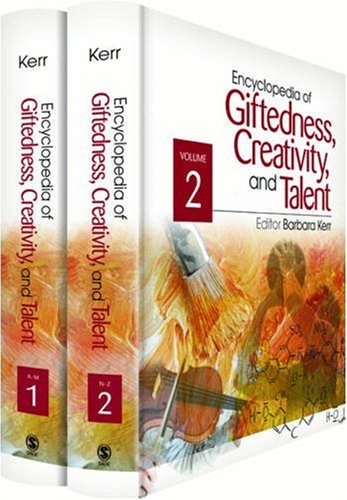 Kerr
Encyclopedia of
Giftedness, Creativity, and Talent
A-M
1
SAGE
Kerr
Encyclopedia of
Giftedness, Creativity, and Talent
N-Z
2
SAGE
Encyclopedia of
Giftedness,
Creativity,
and Talent
Editor Barbara Kerr
VOLUME
2